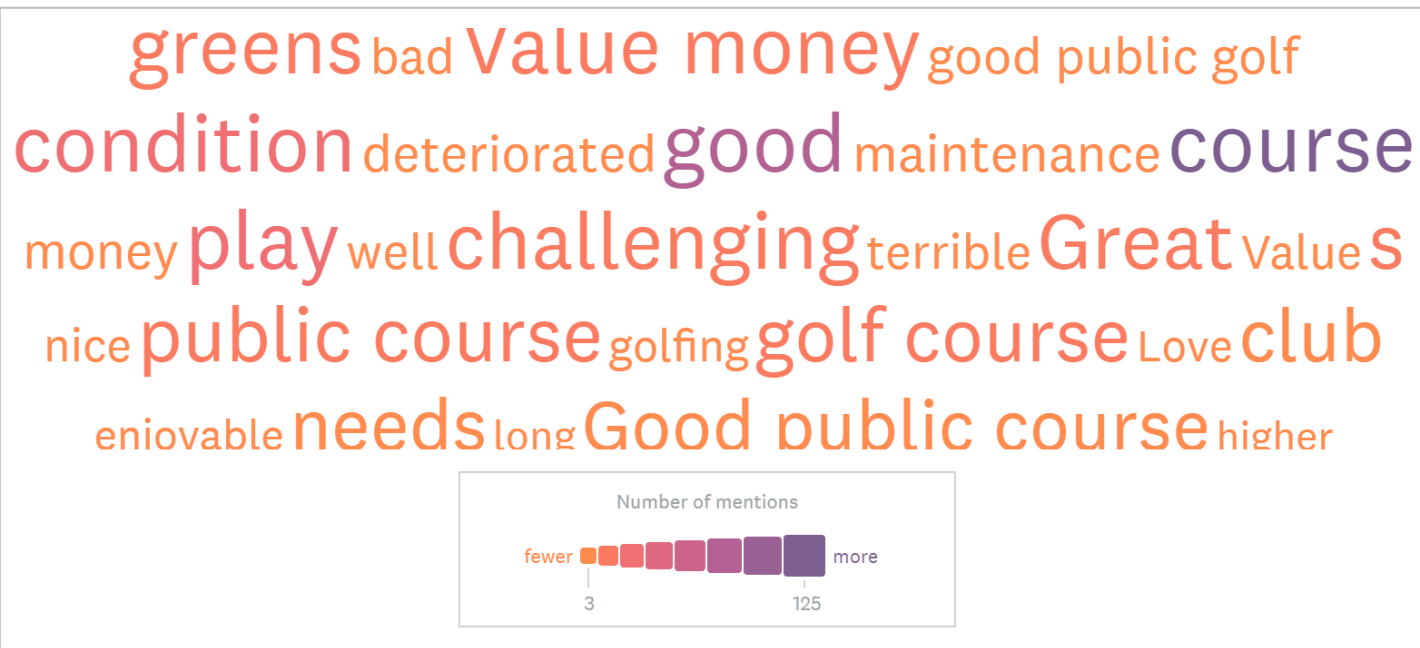 greens bad Value money good public golf
condition deteriorated good maintenance course
money play well challenging terrible Great Value s
nice public course golfing golf course Love club
enjoyable needs long Good public course higher
Number of mentions
fewer more
3 125